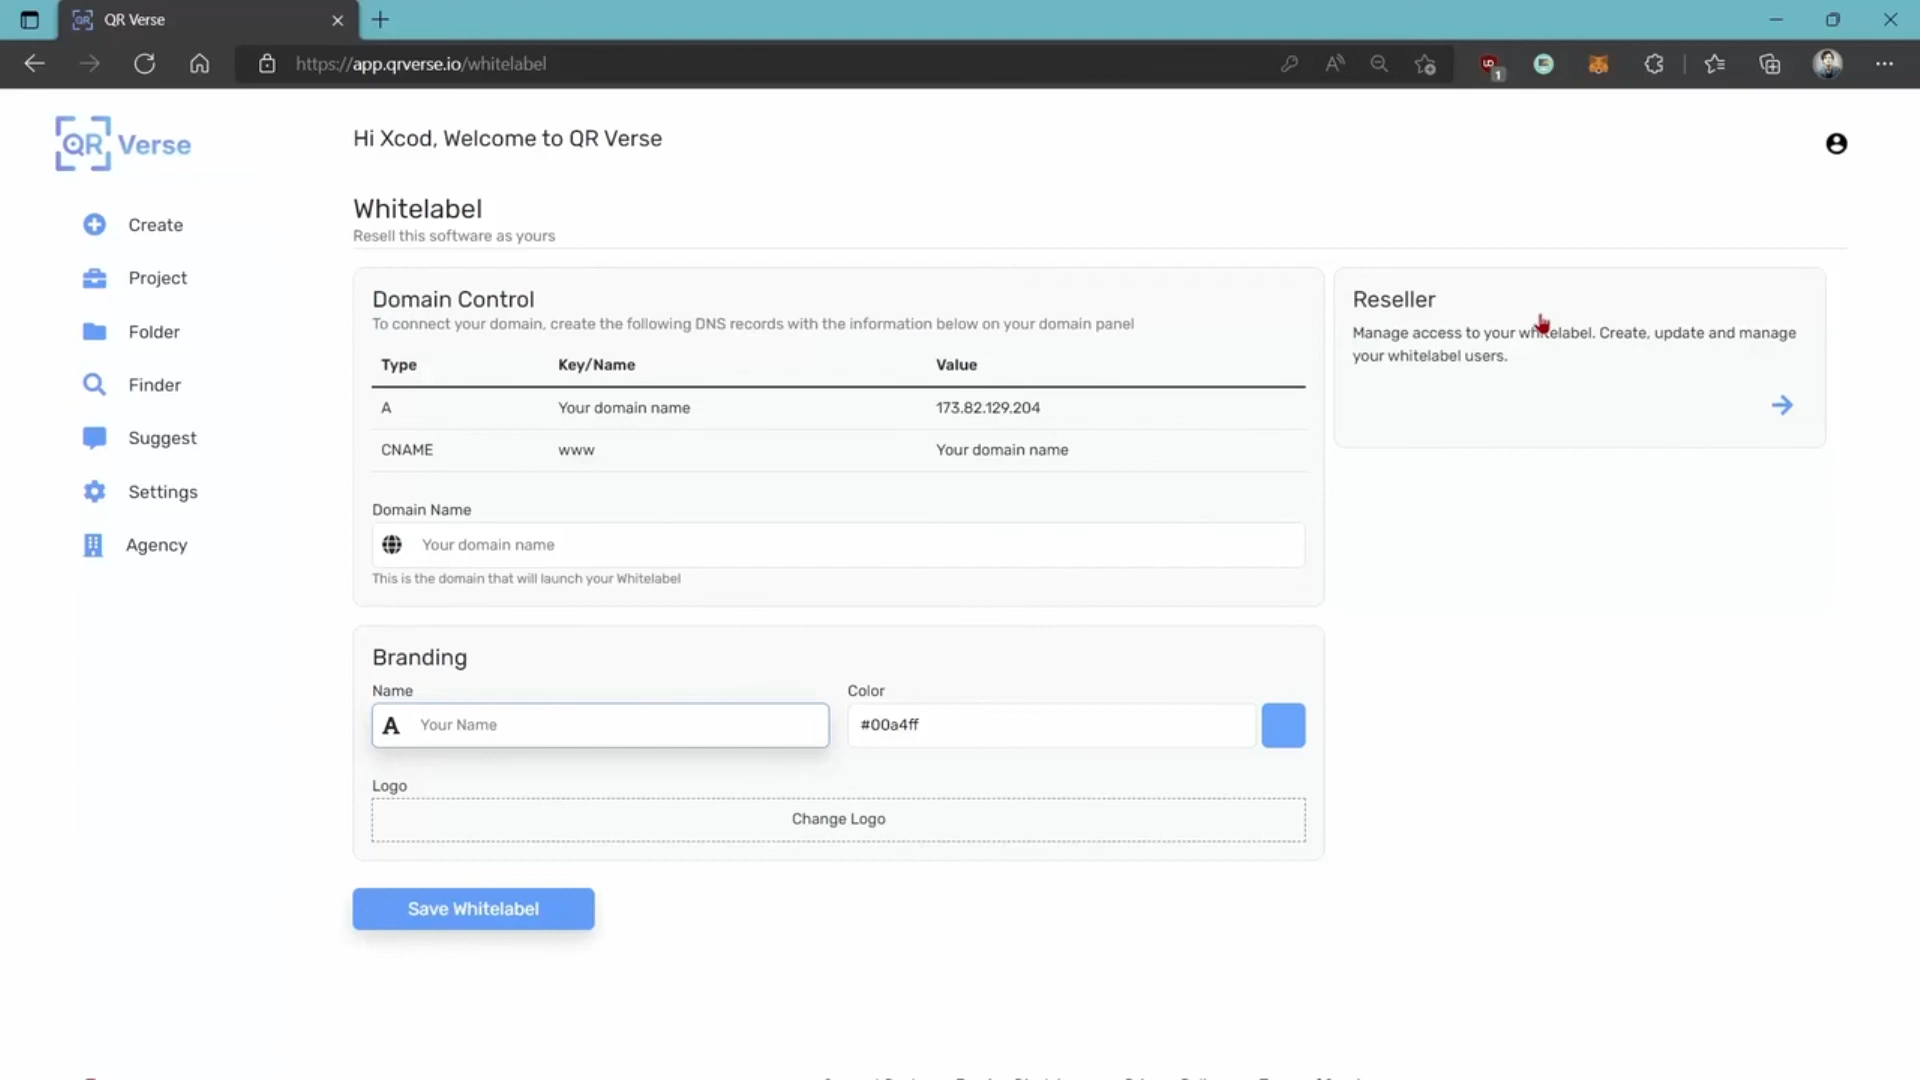 QR Verse
https://app.qrverse.io/whitelabel
UD
1
QR Verse
Hi Xcod, Welcome to QR Verse
Create
Project
Folder
Finder
Suggest
Settings
Agency
Whitelabel
Resell this software as yours
Domain Control
To connect your domain, create the following DNS records with the information below on your domain panel
Type Key/Name Value
A Your domain name 173.82.129.204
CNAME www Your domain name
Domain Name
Your domain name
This is the domain that will launch your Whitelabel
Reseller
Manage access to your whitelabel. Create, update and manage
your whitelabel users.
Branding
Name Color
A Your Name #00a4ff
Logo
Change Logo
Save Whitelabel